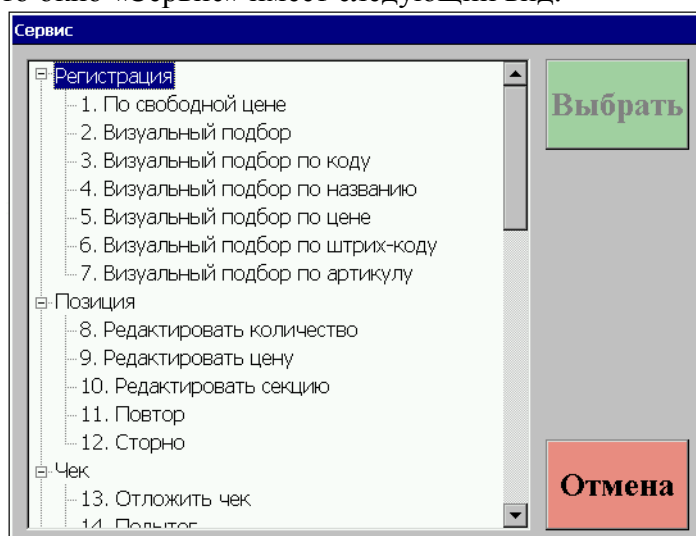 Сервис
Регистрация
1. По свободной цене
2. Визуальный подбор
3. Визуальный подбор по коду
4. Визуальный подбор по названию
5. Визуальный подбор по цене
6. Визуальный подбор по штрих-коду
7. Визуальный подбор по артикулу
Позиция
8. Редактировать количество
9. Редактировать цену
10. Редактировать секцию
11. Повтор
12. Сторно
Чек
13. Отложить чек
Выбрать
Отмена